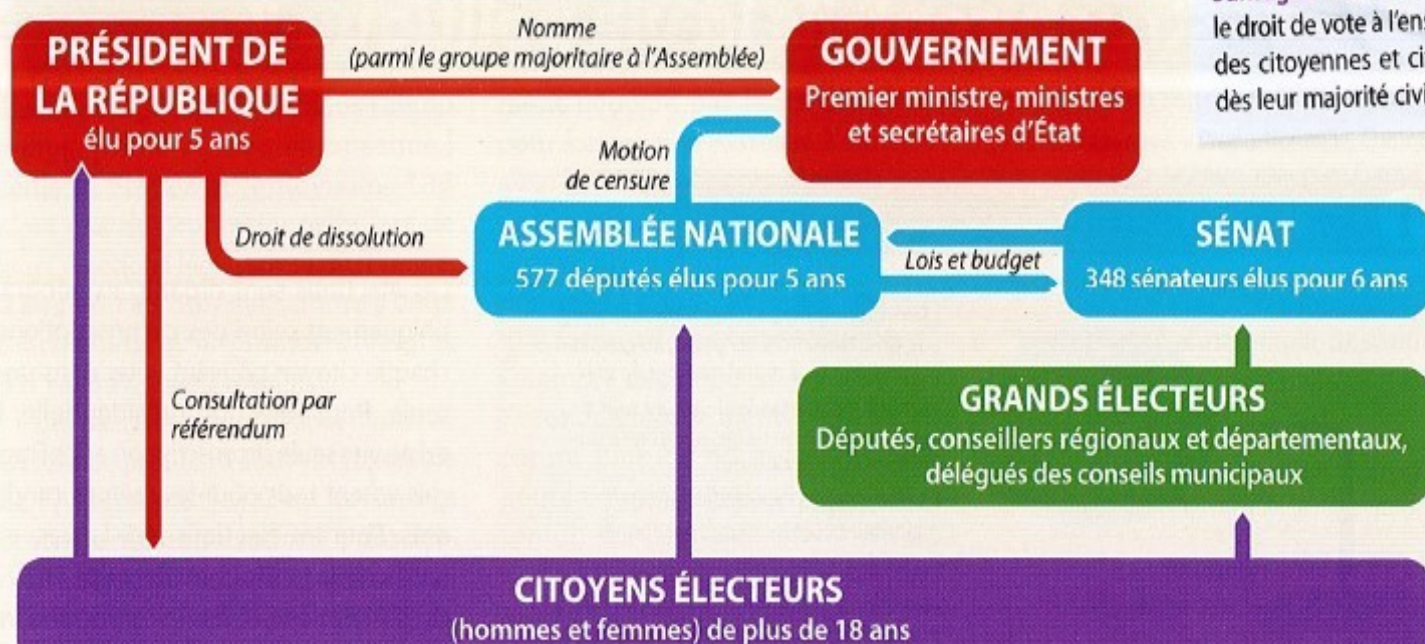 le droit de vote à l'ens
des citoyennes et ci
dès leur majorité civi
PRÉSIDENT DE
LA RÉPUBLIQUE
élu pour 5 ans
Nomme
(parmi le groupe majoritaire à l'Assemblée)
GOUVERNEMENT
Premier ministre, ministres
et secrétaires d'État
Motion
de censure
Droit de dissolution
ASSEMBLÉE NATIONALE
577 députés élus pour 5 ans
Lois et budget
SÉNAT
348 sénateurs élus pour 6 ans
Consultation par
référendum
GRANDS ÉLECTEURS
Députés, conseillers régionaux et départementaux,
délégués des conseils municipaux
CITOYENS ÉLECTEURS
(hommes et femmes) de plus de 18 ans